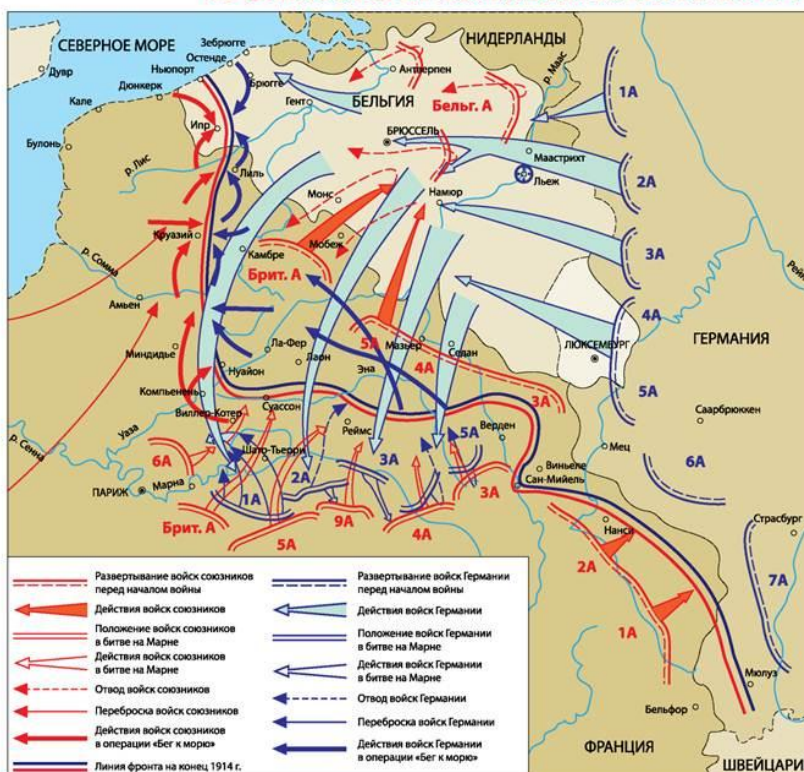 СЕВЕРНОЕ МОРЕ
Зебрюгге
Остенде
Ньюпорт
Дувр
Дюнкерк
Кале
Брюгге
Антверпен
НИДЕРЛАНДЫ
р. Маас
1А
Бельг. А
Гент
БЕЛЬГИЯ
Ипр
Булонь
БРЮССЕЛЬ
Маастрихт
2А
р. Лис
Лиль
Льеж
Намюр
Монс
Мобеж
3А
Круазий
Камбре
Брит. А
р. Сомма
Амьен
4А
ГЕРМАНИЯ
5А
Мазьер
Седан
ЛЮКСЕМБУРГ
Миндидье
Ла-Фер
Лаон
4А
Нуайон
Эна
5А
Компьенень
Суассон
3А
Саарбрюккен
Виллер-Котер
Уаза
Реймс
Верден
Мец
р. Сенна
Шато-Тьерри
5А
6А
3А
Виньеле
6А
2А
Сан-Мийель
ПАРИЖ
Марна
1А
3А
Страсбург
Брит. А
9А
4А
Нанси
5А
2А
7А
1А
Мюлуз
Бельфор
ФРАНЦИЯ
ШВЕЙЦАРИ
Развертывание войск союзников
перед началом войны
Действия войск союзников
Положение войск союзников
в битве на Марне
Действия войск союзников
в битве на Марне
Отвод войск союзников
Переброска войск союзников
Действия войск союзников
в операции «Бег к морю»
Линия фронта на конец 1914 г.
Развертывание войск Германии
перед началом войны
Действия войск Германии
Положение войск Германии
в битве на Марне
Действия войск Германии
в битве на Марне
Отвод войск Германии
Переброска войск Германии
Действия войск Германии
в операции «Бег к морю»